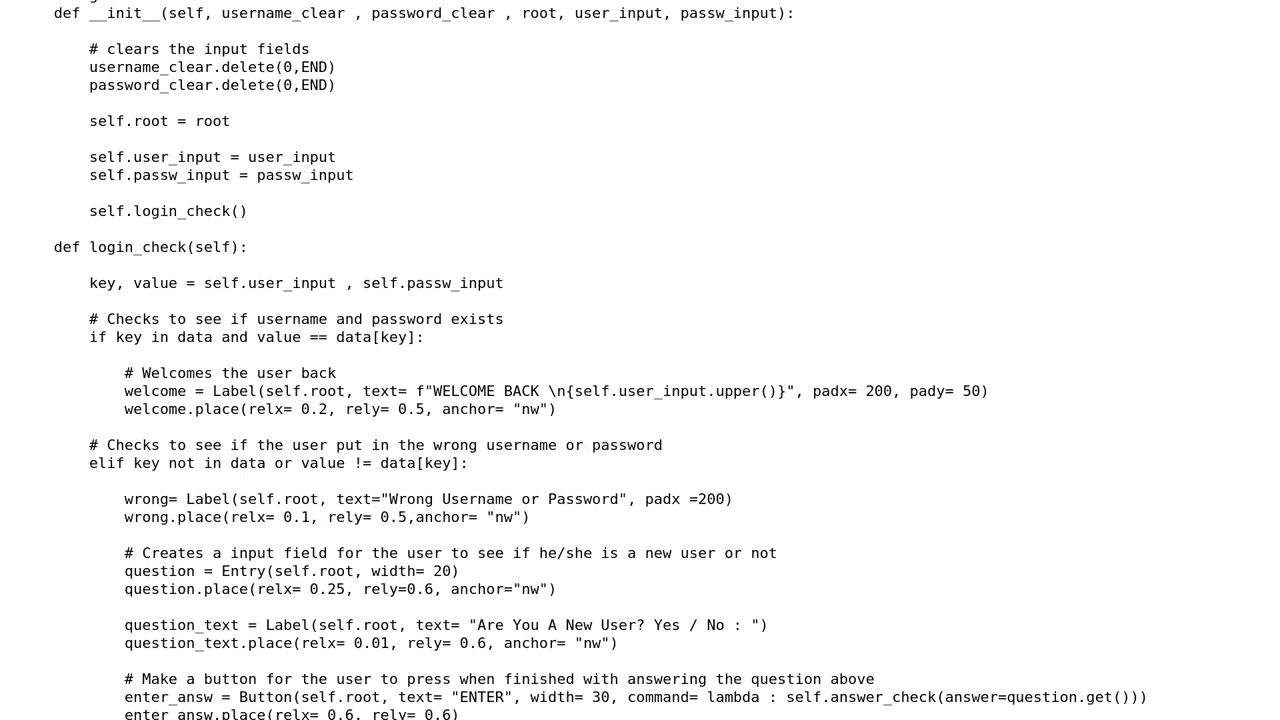 def __init__(self, username_clear , password_clear , root, user_input, passw_input):
# clears the input fields
username_clear.delete(0,END)
password_clear.delete(0,END)
self.root = root
self.user_input = user_input
self.passw_input = passw_input
self.login_check()
def login_check(self):
key, value = self.user_input , self.passw_input
# Checks to see if username and password exists
if key in data and value == data[key]:
# Welcomes the user back
welcome = Label(self.root, text= f"WELCOME BACK \n{self.user_input.upper()}", padx= 200, pady= 50)
welcome.place(relx= 0.2, rely= 0.5, anchor= "nw")
# Checks to see if the user put in the wrong username or password
elif key not in data or value != data[key]:
wrong= Label(self.root, text="Wrong Username or Password", padx =200)
wrong.place(relx= 0.1, rely= 0.5,anchor= "nw")
# Creates a input field for the user to see if he/she is a new user or not
question = Entry(self.root, width= 20)
question.place(relx= 0.25, rely=0.6, anchor="nw")
question_text = Label(self.root, text= "Are You A New User? Yes / No : ")
question_text.place(relx= 0.01, rely= 0.6, anchor= "nw")
# Make a button for the user to press when finished with answering the question above
enter_answ = Button(self.root, text= "ENTER", width= 30, command= lambda : self.answer_check(answer=question.get()))
enter_answ.place(relx= 0.6, rely= 0.6)